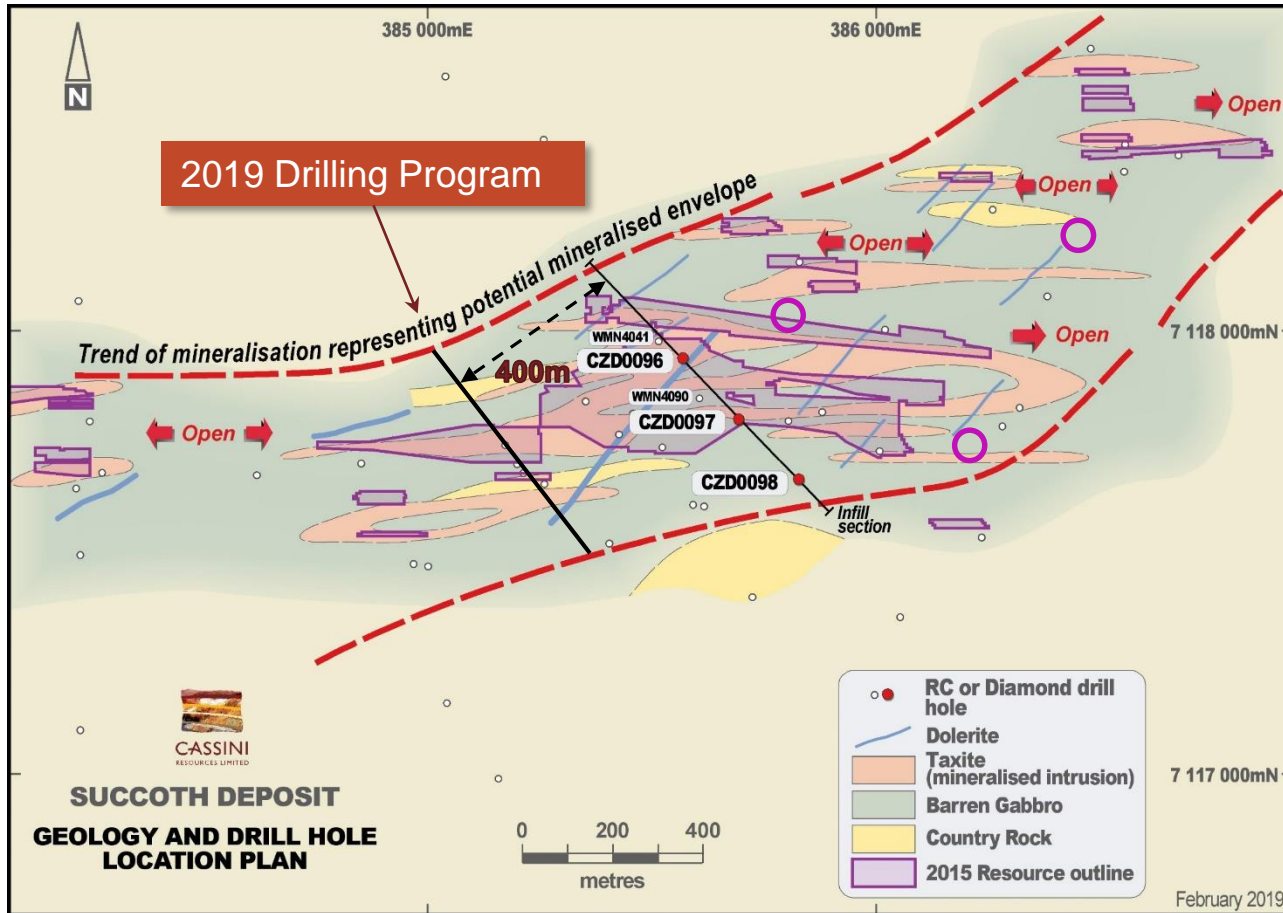 385 000mE
386 000mE
N
Open
2019 Drilling Program
Open
Open
Trend of mineralisation representing potential mineralised envelope
7 118 000mN
WMN4041
Open
CZD0096
400m
WMN4090
CZD0097
Open
CZD0098
Infill
section
CASSINI
RESOURCES LIMITED
SUCCOTH DEPOSIT
GEOLOGY AND DRILL HOLE
LOCATION PLAN
0 200 400
metres
RC or Diamond drill
hole
Dolerite
Taxite
(mineralised intrusion)
Barren Gabbro
Country Rock
2015 Resource outline
7 117 000mN
February 2019